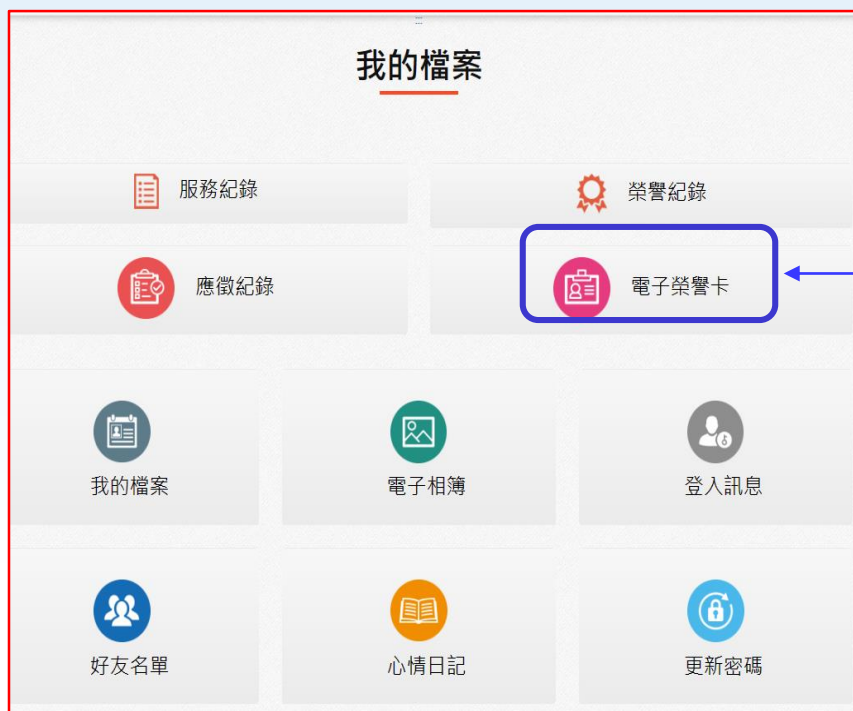 我的檔案
服務紀錄
榮譽紀錄
應徵紀錄
電子榮譽卡
我的檔案
電子相簿
登入訊息
好友名單
心情日記
更新密碼